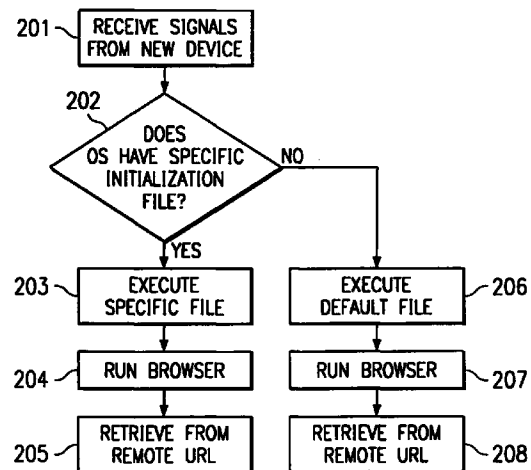 201
RECEIVE SIGNALS
FROM NEW DEVICE
202
DOES
OS HAVE SPECIFIC
INITIALIZATION
FILE?
NO
YES
203
EXECUTE
SPECIFIC FILE
EXECUTE
DEFAULT FILE
206
204
RUN BROWSER
RUN BROWSER
207
205
RETRIEVE FROM
REMOTE URL
RETRIEVE FROM
REMOTE URL
208